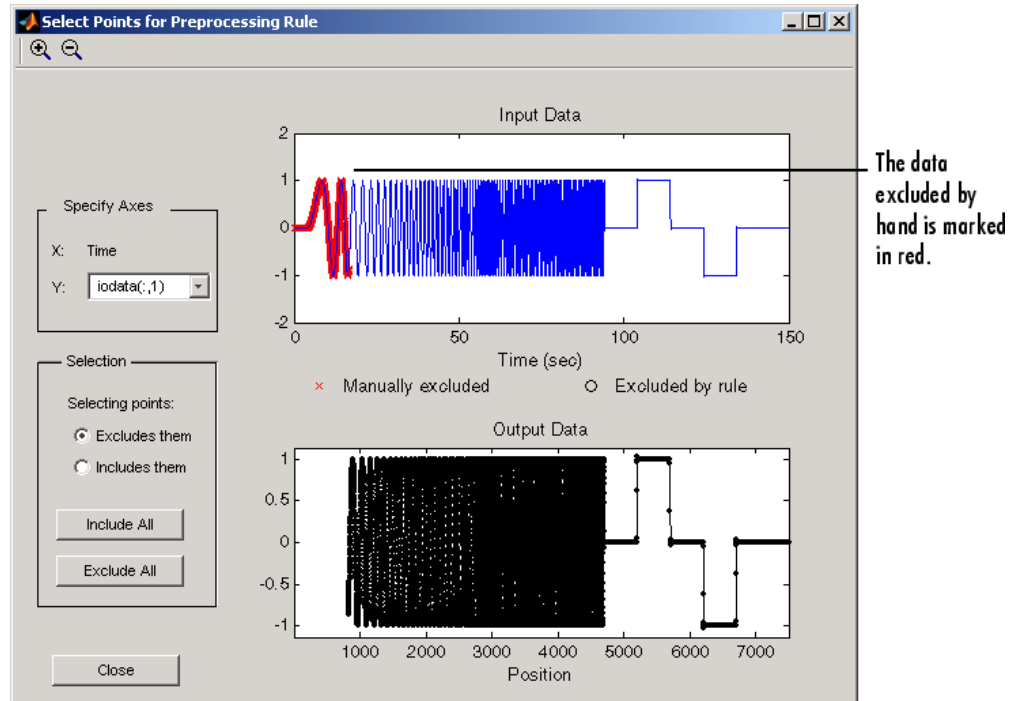 Select Points for Preprocessing Rule
Input Data
2
1
0
-1
-2
0
50
100
150
Time (sec)
× Manually excluded
o Excluded by rule
The data
excluded by
hand is marked
in red.
Specify Axes
X: Time
Y: iodata(:,1)
Selection
Selecting points:
Excludes them
Includes them
Include All
Exclude All
Close
Output Data
1
0.5
0
-0.5
-1
1000
2000
3000
4000
5000
6000
7000
Position